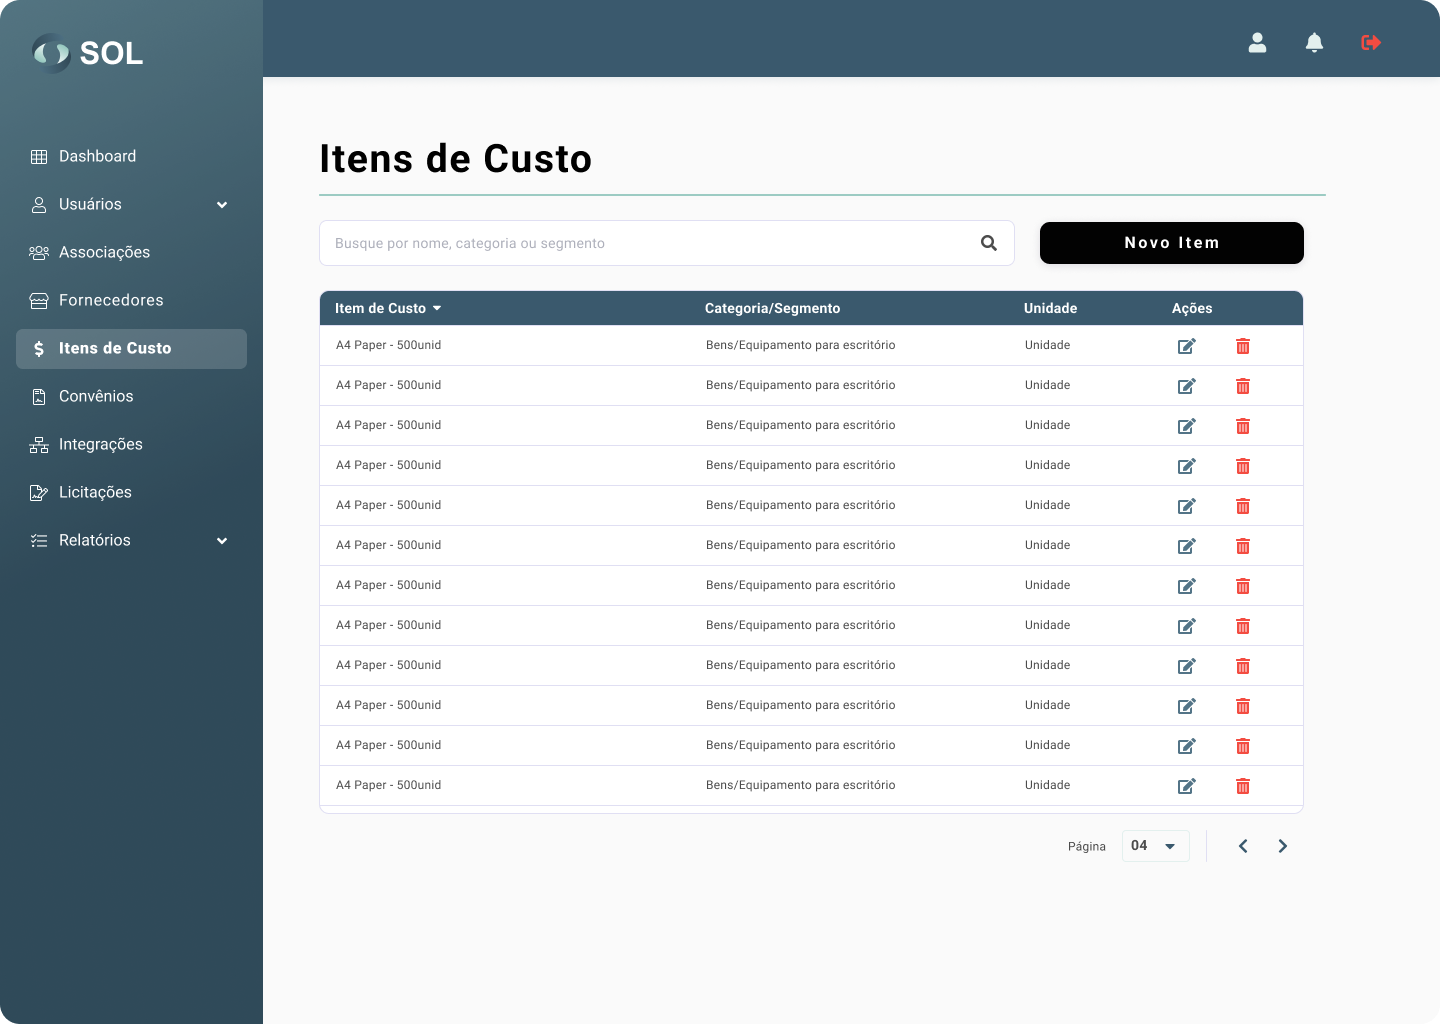 SOL
Dashboard
Usuários
Associações
Fornecedores
Itens de Custo
Convênios
Integrações
Licitações
Relatórios
Itens de Custo
Busque por nome, categoria ou segmento
Novo Item
Item de Custo Categoria/Segmento Unidade Ações
A4 Paper - 500unid Bens/Equipamento para escritório Unidade
A4 Paper - 500unid Bens/Equipamento para escritório Unidade
A4 Paper - 500unid Bens/Equipamento para escritório Unidade
A4 Paper - 500unid Bens/Equipamento para escritório Unidade
A4 Paper - 500unid Bens/Equipamento para escritório Unidade
A4 Paper - 500unid Bens/Equipamento para escritório Unidade
A4 Paper - 500unid Bens/Equipamento para escritório Unidade
A4 Paper - 500unid Bens/Equipamento para escritório Unidade
A4 Paper - 500unid Bens/Equipamento para escritório Unidade
A4 Paper - 500unid Bens/Equipamento para escritório Unidade
A4 Paper - 500unid Bens/Equipamento para escritório Unidade
A4 Paper - 500unid Bens/Equipamento para escritório Unidade
Página 04